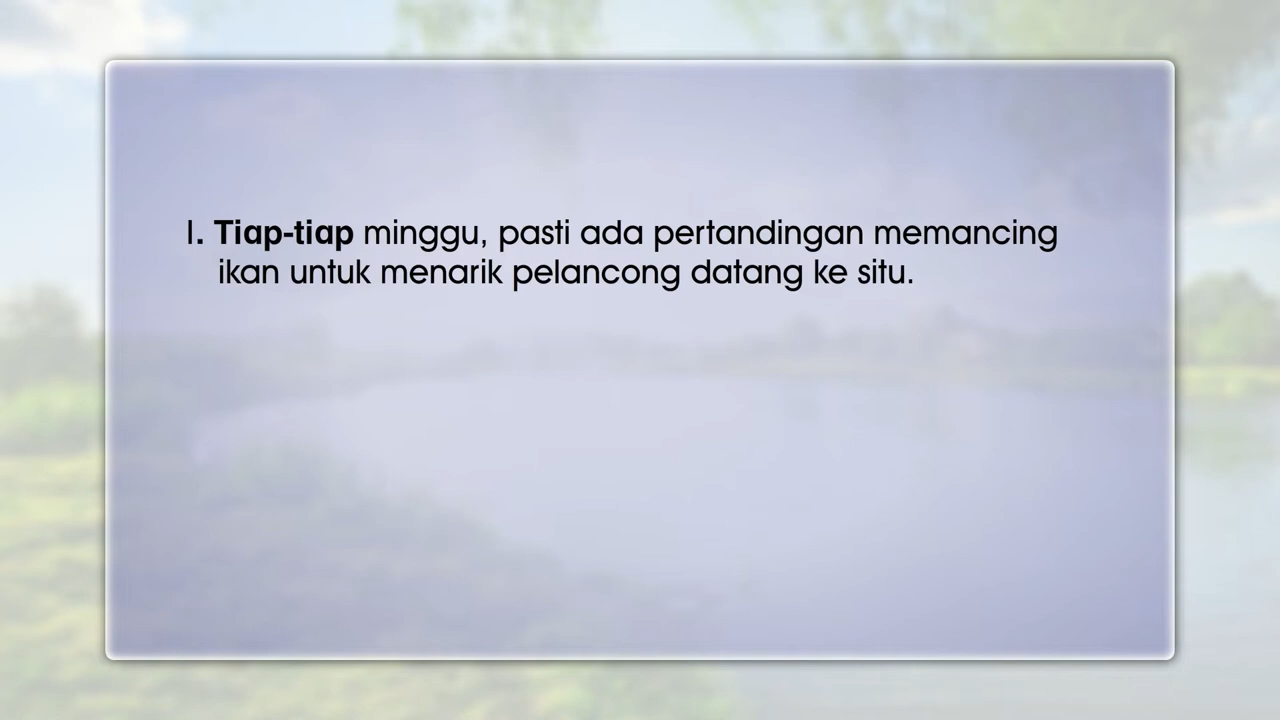 1. Tiap-tiap minggu, pasti ada pertandingan memancing
ikan untuk menarik pelancong datang ke situ.